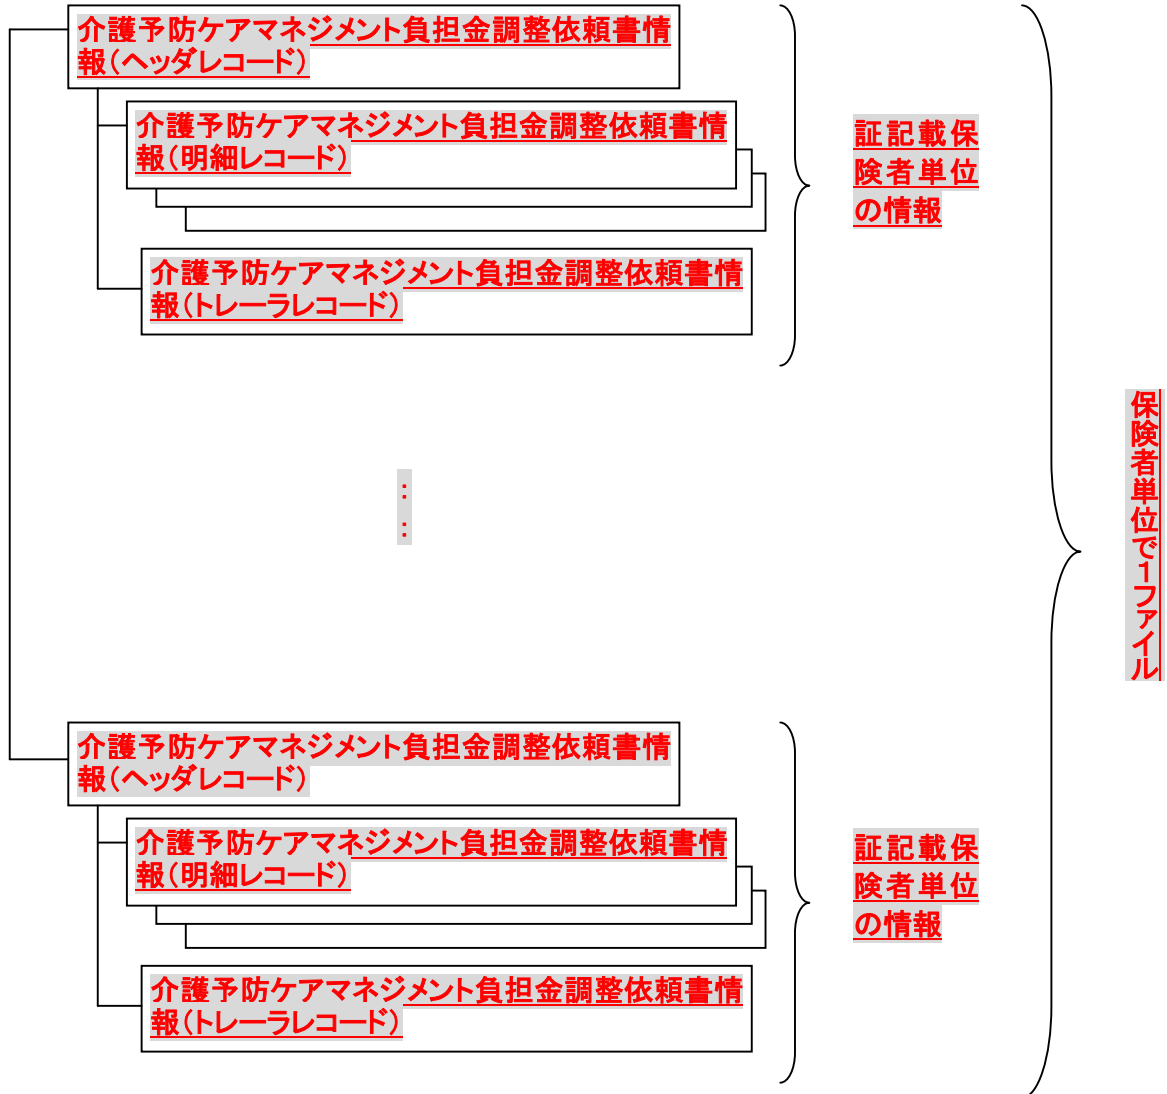 介護予防ケアマネジメント負担金調整依頼書情
報（ヘッダレコード）
介護予防ケアマネジメント負担金調整依頼書情
報（明細レコード）
介護予防ケアマネジメント負担金調整依頼書情
報（トレーラレコード）
証記載保
険者単位
の情報
：
：
保険者単位で１ファイル
介護予防ケアマネジメント負担金調整依頼書情
報（ヘッダレコード）
介護予防ケアマネジメント負担金調整依頼書情
報（明細レコード）
介護予防ケアマネジメント負担金調整依頼書情
報（トレーラレコード）
証記載保
険者単位
の情報